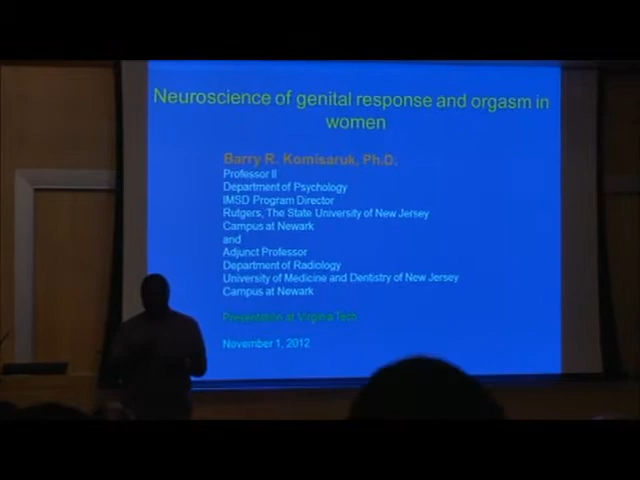 Neuroscience of genital response and orgasm in
women
Barry R. Komisaruk, Ph.D.
Professor II
Department of Psychology
IMSD Program Director
Rutgers, The State University of New Jersey
Campus at Newark
and
Adjunct Professor
Department of Radiology
University of Medicine and Dentistry of New Jersey
Campus at Newark
Presentation at Virginia Tech
November 1, 2012